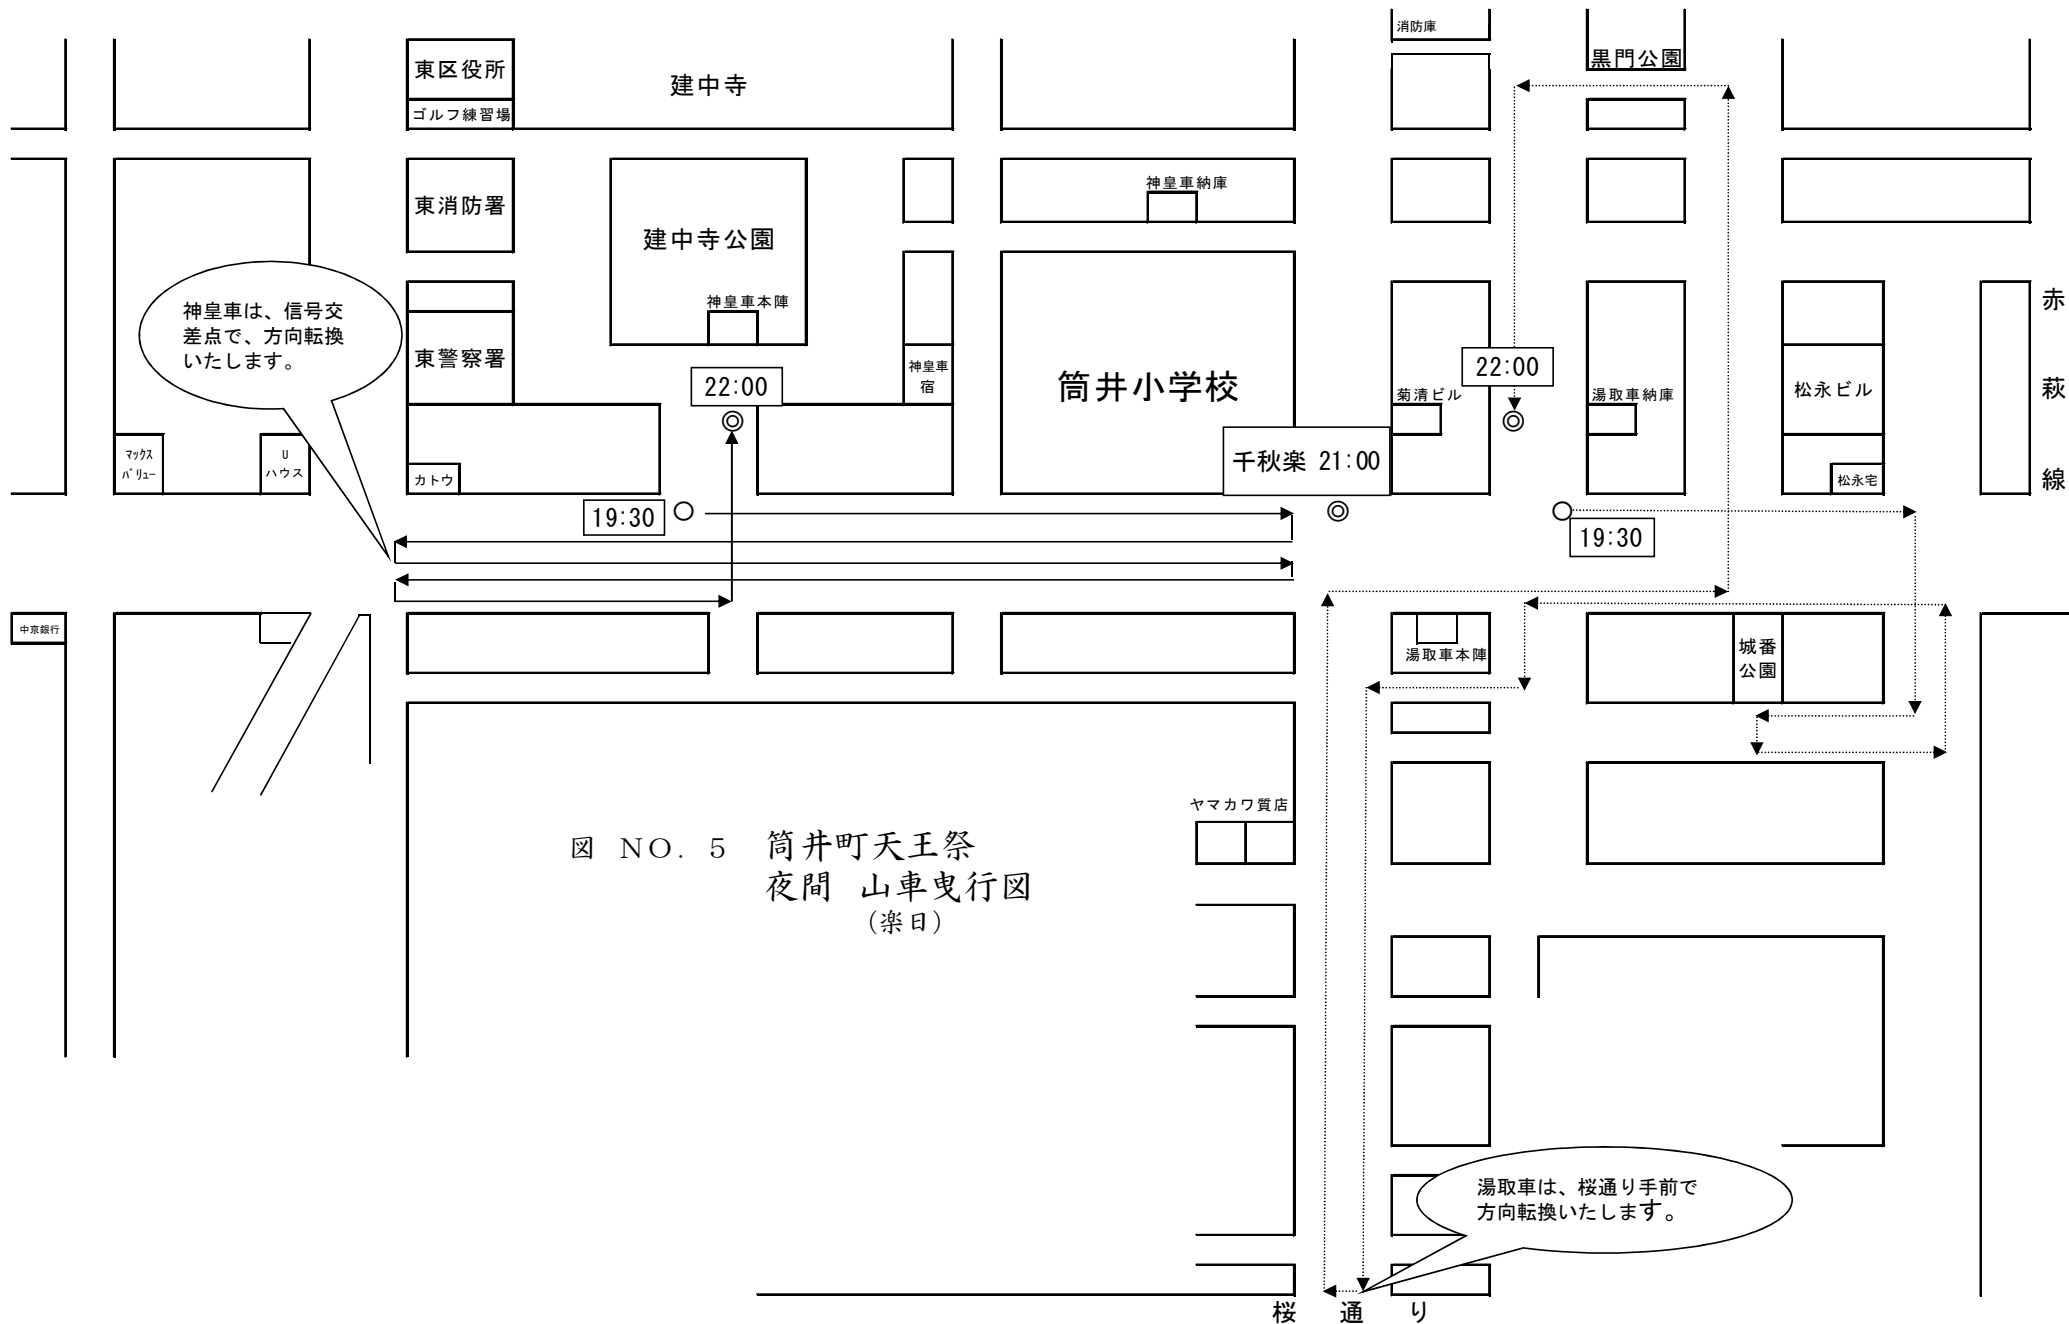 消防庫
黒門公園
東区役所
建中寺
ゴルフ練習場
神皇車納庫
東消防署
建中寺公園
神皇車本陣
神皇車は、信号交
差点で、方向転換
いたします。
東警察署
22:00
神皇車
宿
筒井小学校
22:00
菊清ビル
湯取車納庫
松永ビル
赤
萩
線
マックス
バリュー
U
ハウス
カトウ
千秋楽 21:00
松永宅
19:30
19:30
中京銀行
湯取車本陣
城番
公園
ヤマカワ質店
図 NO. 5 筒井町天王祭
夜間 山車曳行図
(楽日)
湯取車は、桜通り手前で
方向転換いたします。
桜 通 り